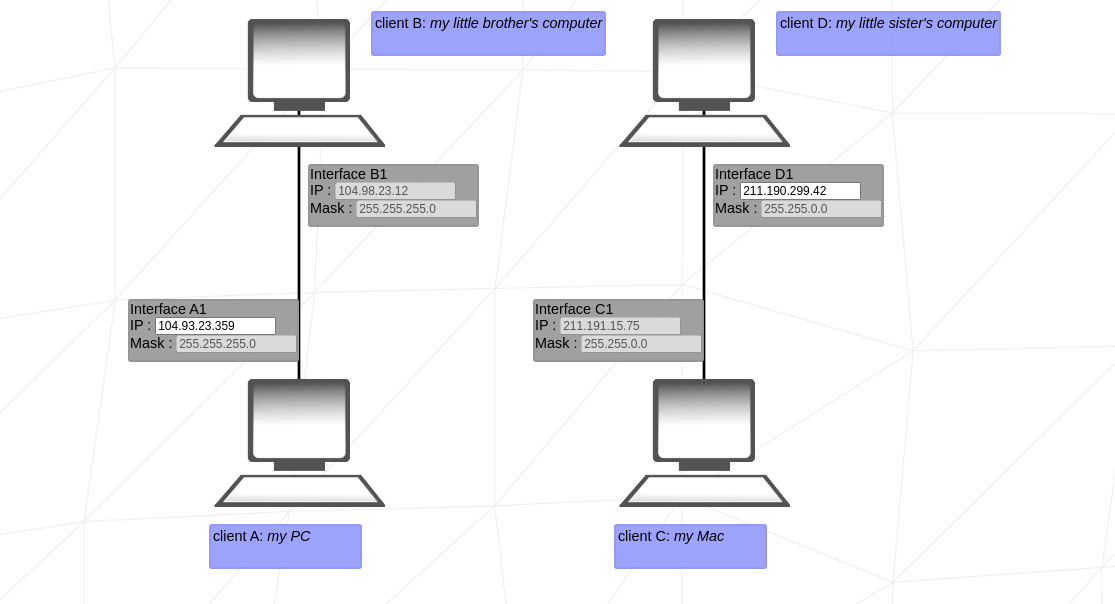 client B: my little brother's computer
client D: my little sister's computer
Interface B1
IP : 104.98.23.12
Mask : 255.255.255.0
Interface D1
IP : 211.190.299.42
Mask : 255.255.0.0
Interface A1
IP : 104.93.23.359
Mask : 255.255.255.0
Interface C1
IP : 211.191.15.75
Mask : 255.255.0.0
client A: my PC
client C: my Mac